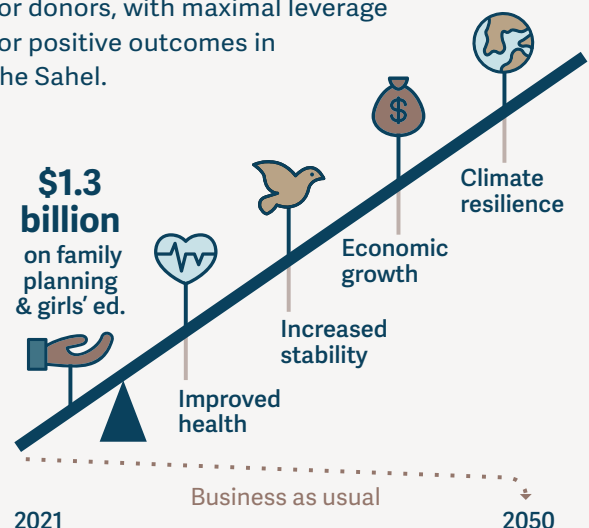 or donors, with maximal leverage
or positive outcomes in
he Sahel.
$1.3
billion
on family
planning
& girls’ ed.
$
Climate
resilience
Economic
growth
Increased
stability
Improved
health
Business as usual
2021
2050